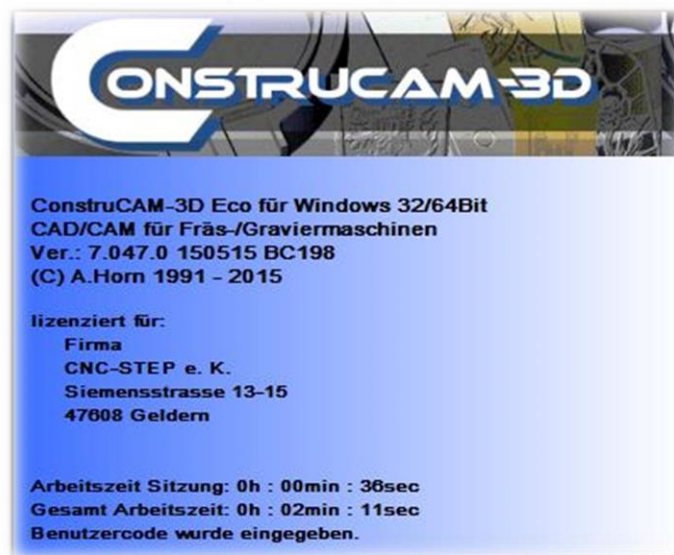 CONSTRUCAM-3D
ConstruCAM-3D Eco für Windows 32/64Bit
CAD/CAM für Fräs-/Graviermaschinen
Ver.: 7.047.0 150515 BC198
(C) A.Horn 1991 - 2015
lizenziert für:
Firma
CNC-STEP e. K.
Siemensstrasse 13-15
47608 Geldern
Arbeitszeit Sitzung: 0h : 00min : 36sec
Gesamt Arbeitszeit: 0h : 02min : 11sec
Benutzercode wurde eingegeben.